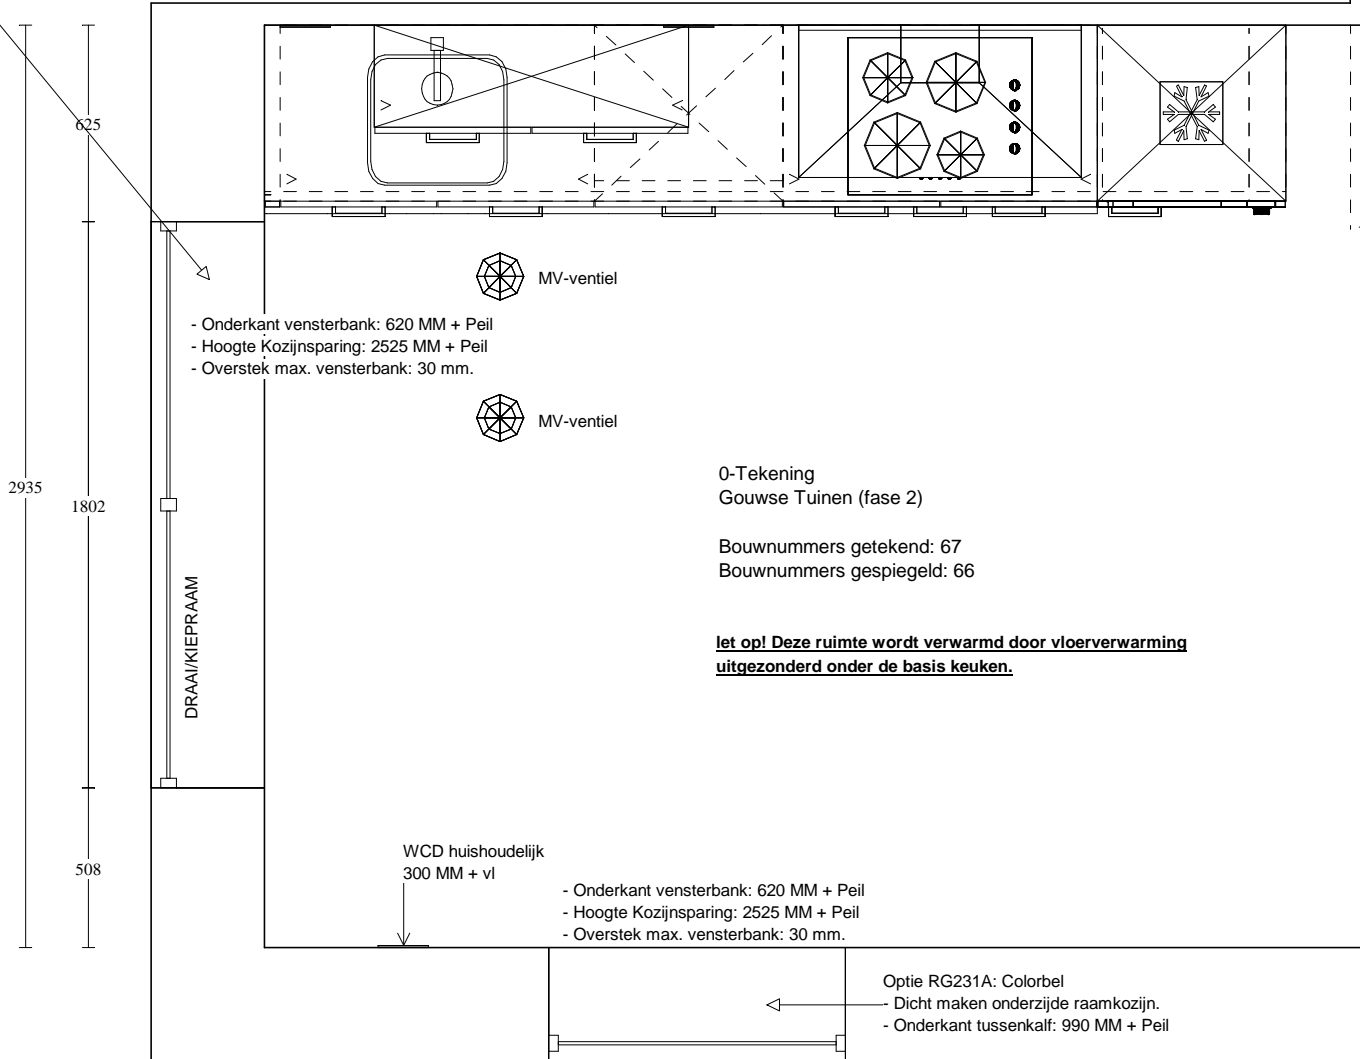 625
MV-ventiel
- Onderkant vensterbank: 620 MM + Peil
- Hoogte Kozijnsparing: 2525 MM + Peil
- Overstek max. vensterbank: 30 mm.
MV-ventiel
2935
1802
0-Tekening
Gouwse Tuinen (fase 2)
Bouwnummers getekend: 67
Bouwnummers gespiegeld: 66
DRAAI/KIEPRAAM
let op! Deze ruimte wordt verwarmd door vloerverwarming
uitgezonderd onder de basis keuken.
508
WCD huishoudelijk
300 MM + vl
- Onderkant vensterbank: 620 MM + Peil
- Hoogte Kozijnsparing: 2525 MM + Peil
- Overstek max. vensterbank: 30 mm.
Optie RG231A: Colorbel
- Dicht maken onderzijde raamkozijn.
- Onderkant tussenkalf: 990 MM + Peil